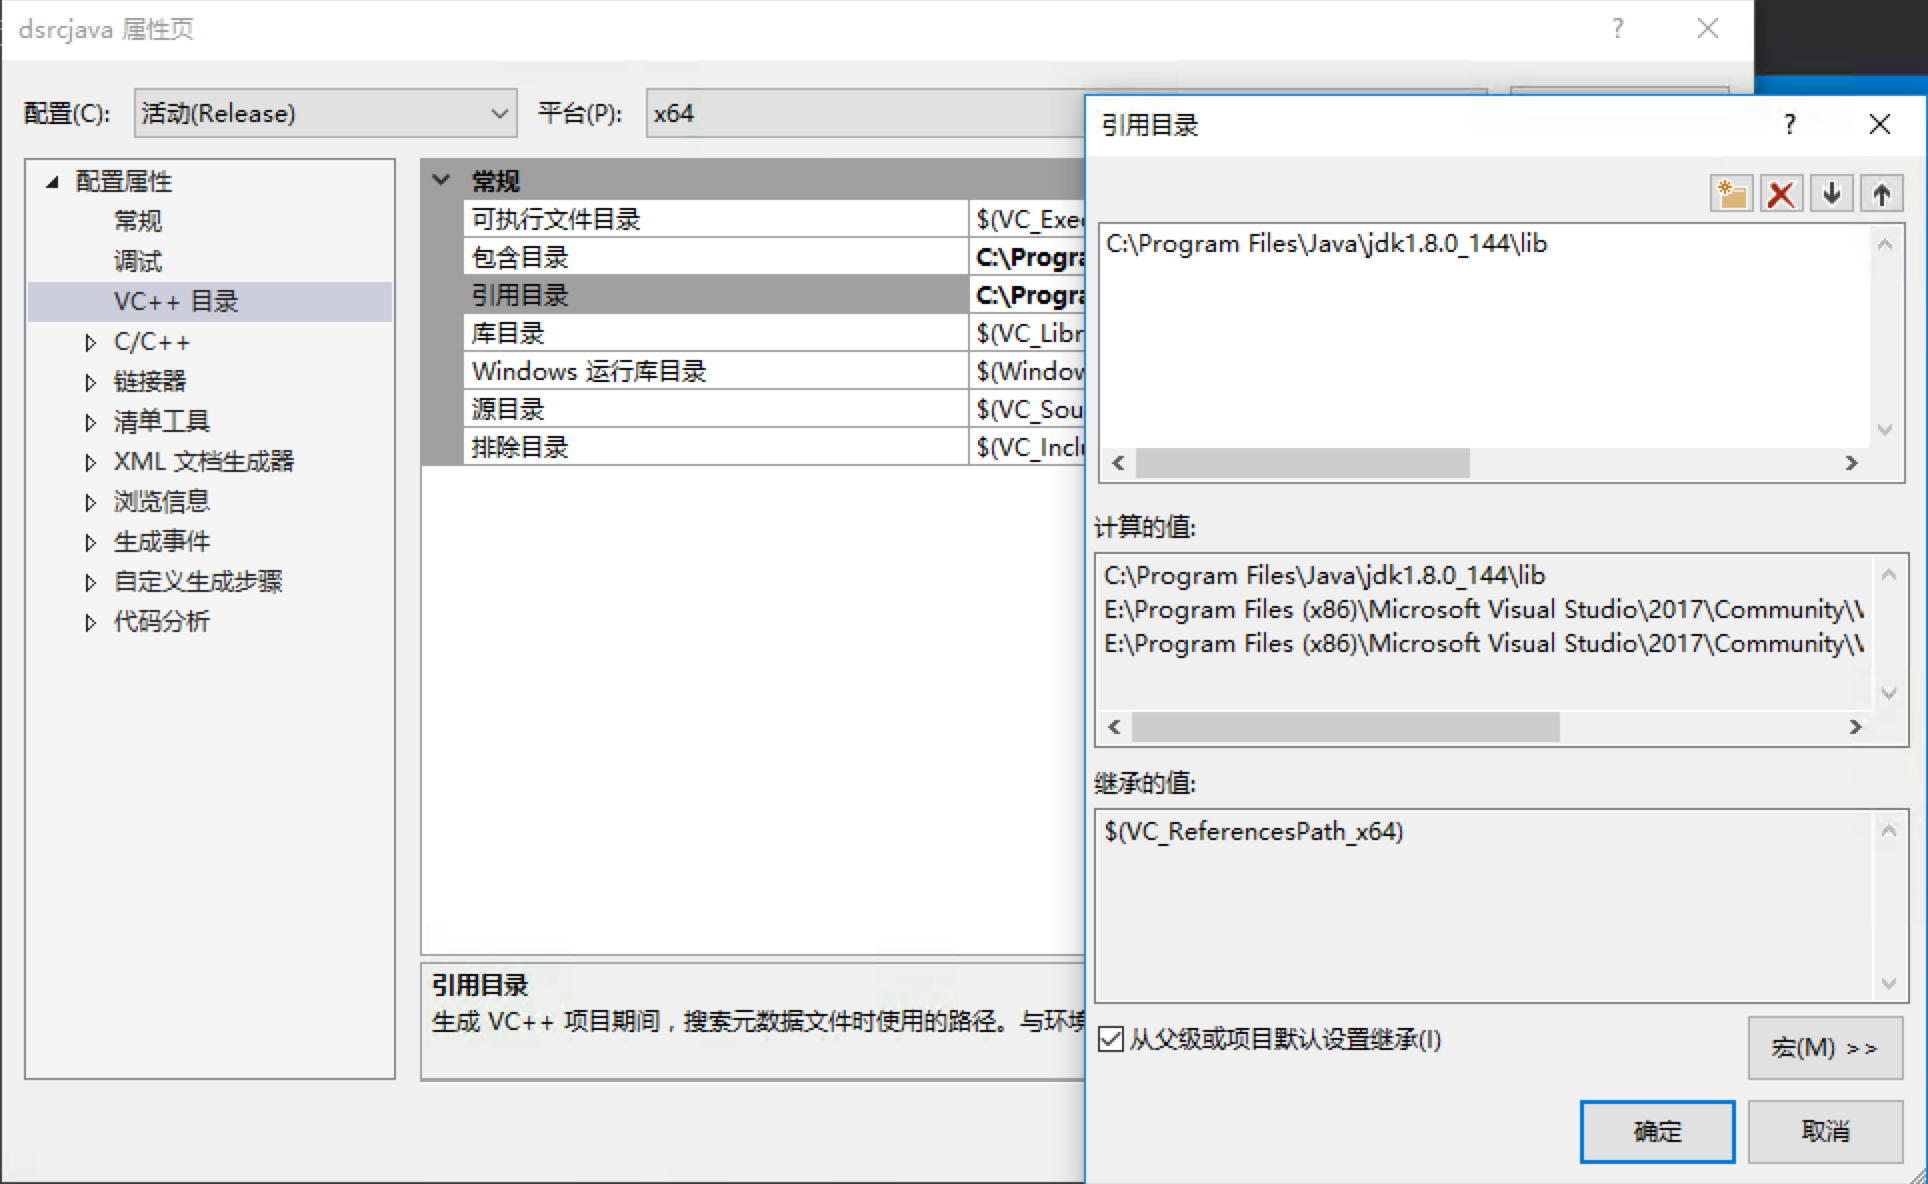 dsrcjava 属性页
配置(C): 活动(Release) 平台(P): x64
配置属性
常规
调试
VC++ 目录
C/C++
链接器
清单工具
XML 文档生成器
浏览信息
生成事件
自定义生成步骤
代码分析
常规
可执行文件目录 $(VC_Exe
包含目录 C:\Progra
引用目录 C:\Progra
库目录 $(VC_Libr
Windows 运行库目录 $(Window
源目录 $(VC_Sou
排除目录 $(VC_Incl
引用目录
生成 VC++ 项目期间，搜索元数据文件时使用的路径。与环境
引用目录
C:\Program Files\Java\jdk1.8.0_144\lib
计算的值:
C:\Program Files\Java\jdk1.8.0_144\lib
E:\Program Files (x86)\Microsoft Visual Studio\2017\Community\V
E:\Program Files (x86)\Microsoft Visual Studio\2017\Community\V
继承的值:
$(VC_ReferencesPath_x64)
从父级或项目默认设置继承(I)
宏(M) >>
确定
取消